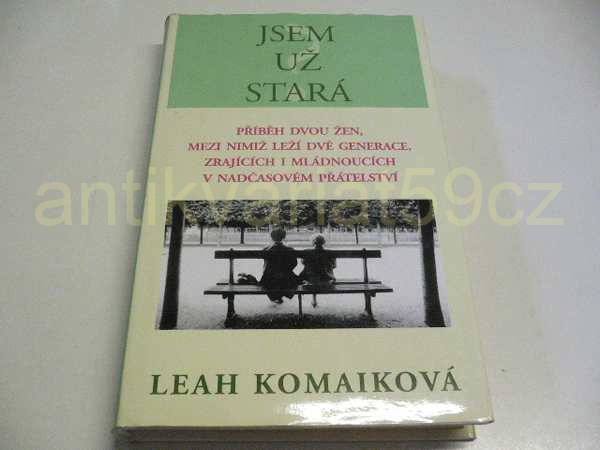 JSEM
UŽ
STARÁ
PŘÍBĚH DVOU ŽEN,
MEZI NIMIŽ LEŽÍ DVĚ GENERACE,
ZRAJÍCÍCH I MLÁDNOUCÍCH
V NADČASOVÉM PŘÁTELSTVÍ
antikvariat59cz
LEAH KOMAIKOVÁ